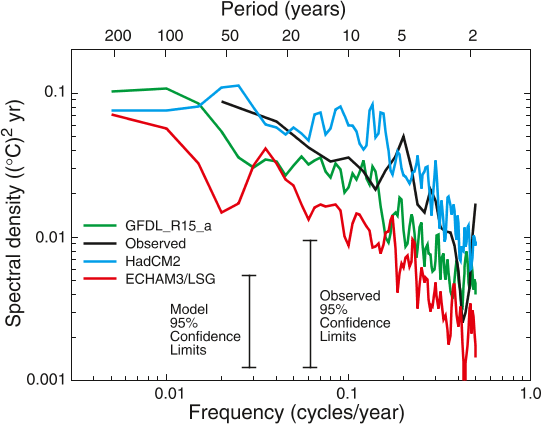 Period (years)
200 100 50 20 10 5 2
Spectral density ((°C)² yr)
0.1
0.01
0.001
GFDL_R15_a
Observed
HadCM2
ECHAM3/LSG
Model
95%
Confidence
Limits
Observed
95%
Confidence
Limits
0.01 0.1 1.0
Frequency (cycles/year)